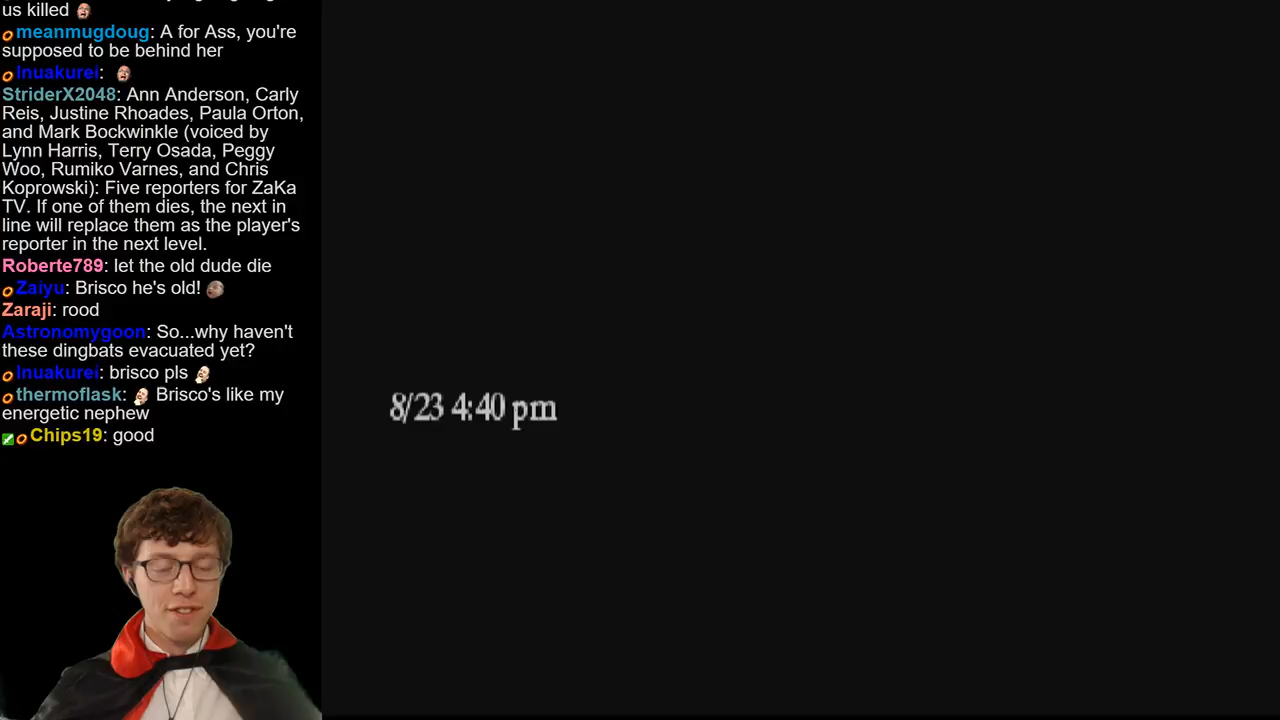 us killed
meanmugdoug: A for Ass, you're
supposed to be behind her
Inuakurei:
StriderX2048: Ann Anderson, Carly
Reis, Justine Rhoades, Paula Orton,
and Mark Bockwinkle (voiced by
Lynn Harris, Terry Osada, Peggy
Woo, Rumiko Varnes, and Chris
Koprowski): Five reporters for ZaKa
TV. If one of them dies, the next in
line will replace them as the player's
reporter in the next level.
Roberte789: let the old dude die
Zaiyu: Brisco he's old!
Zaraji: rood
Astronomygoon: So...why haven't
these dingbats evacuated yet?
Inuakurei: brisco pls
thermoflask: Brisco's like my
energetic nephew
Chips19: good
8/23 4:40 pm